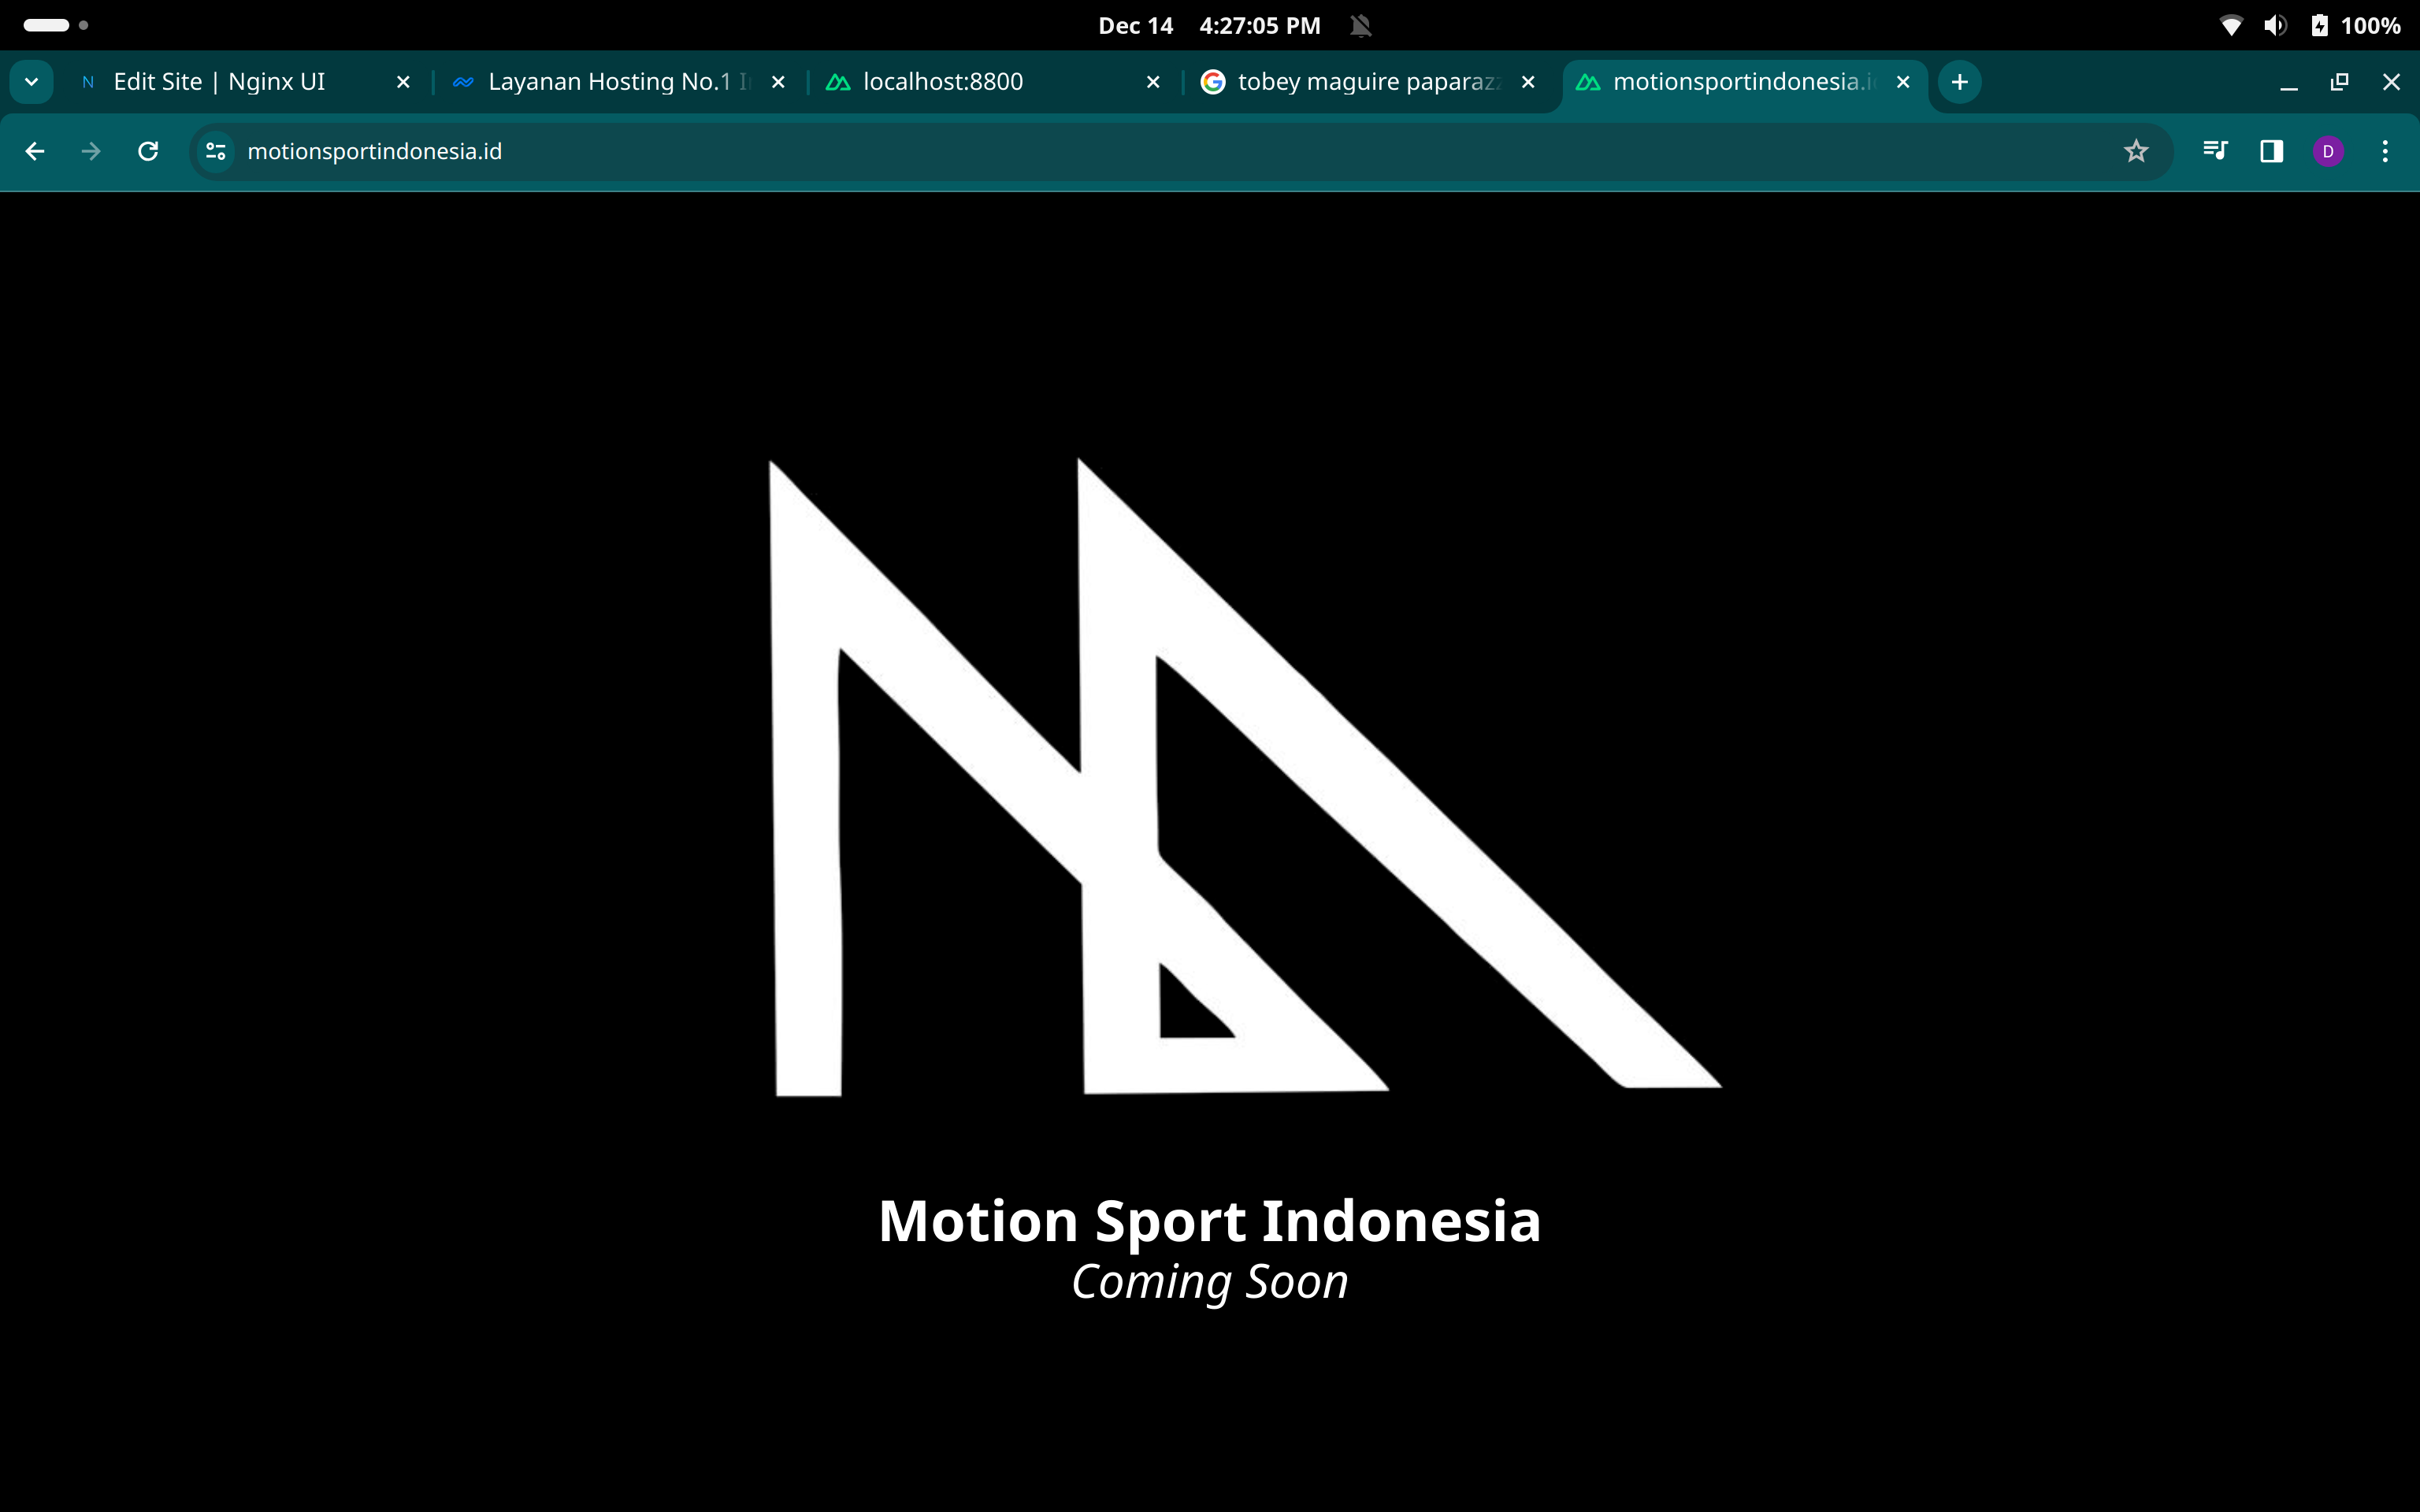 Dec 14 4:27:05 PM 100%
Edit Site | Nginx UI Layanan Hosting No.1 localhost:8800 tobey maguire paparazz motionsportindonesia.i
motionsportindonesia.id D
Motion Sport Indonesia
Coming Soon